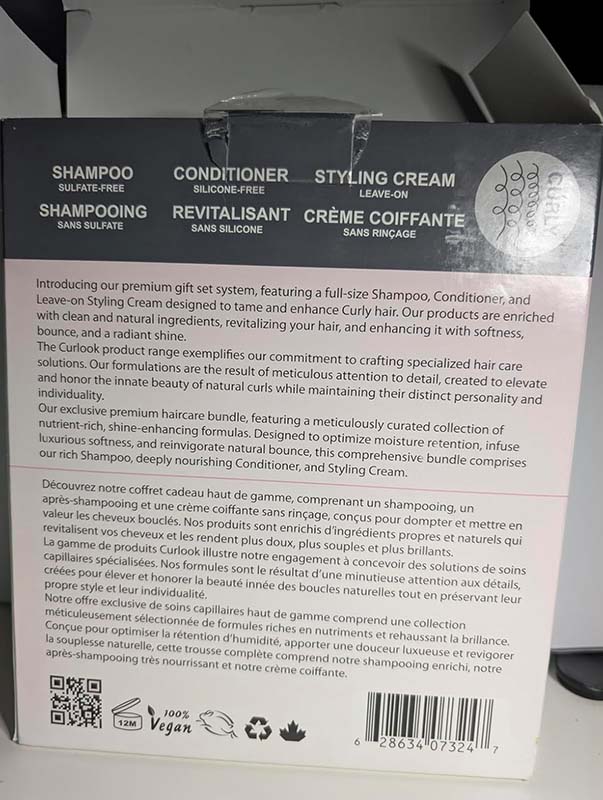 SHAMPOO
SULFATE-FREE
CONDITIONER
SILICONE-FREE
STYLING CREAM
LEAVE-ON
SHAMPOOING
SANS SULFATE
REVITALISANT
SANS SILICONE
CRÈME COIFFANTE
SANS RINÇAGE
CURLY
Introducing our premium gift set system, featuring a full-size Shampoo, Conditioner, and
Leave-on Styling Cream designed to tame and enhance Curly hair. Our products are enriched
with clean and natural ingredients, revitalizing your hair, and enhancing it with softness,
bounce, and a radiant shine.
The Curlook product range exemplifies our commitment to crafting specialized hair care
solutions. Our formulations are the result of meticulous attention to detail, created to elevate
and honor the innate beauty of natural curls while maintaining their distinct personality and
individuality.
Our exclusive premium haircare bundle, featuring a meticulously curated collection of
nutrient-rich, shine-enhancing formulas. Designed to optimize moisture retention, infuse
luxurious softness, and reinvigorate natural bounce, this comprehensive bundle comprises
our rich Shampoo, deeply nourishing Conditioner, and Styling Cream.
Découvrez notre coffret cadeau haut de gamme, comprenant un shampooing, un
après-shampooing et une crème coiffante sans rinçage, conçus pour dompter et mettre en
valeur les cheveux bouclés. Nos produits sont enrichis d'ingrédients propres et naturels qui
revitalisent vos cheveux et les rendent plus doux, plus souples et plus brillants.
La gamme de produits Curlook illustre notre engagement à concevoir des solutions de soins
capillaires spécialisées. Nos formules sont le résultat d'une minutieuse attention aux détails,
créées pour élever et honorer la beauté innée des boucles naturelles tout en préservant leur
propre style et leur individualité.
Notre offre exclusive de soins capillaires haut de gamme comprend une collection
méticuleusement sélectionnée de formules riches en nutriments et rehaussant la brillance.
Conçue pour optimiser la rétention d'humidité, apporter une douceur luxueuse et revigorer
la souplesse naturelle, cette trousse complète comprend notre shampooing enrichi, notre
après-shampooing très nourrissant et notre crème coiffante.
12M
100%
Vegan
6 28634 07324 7